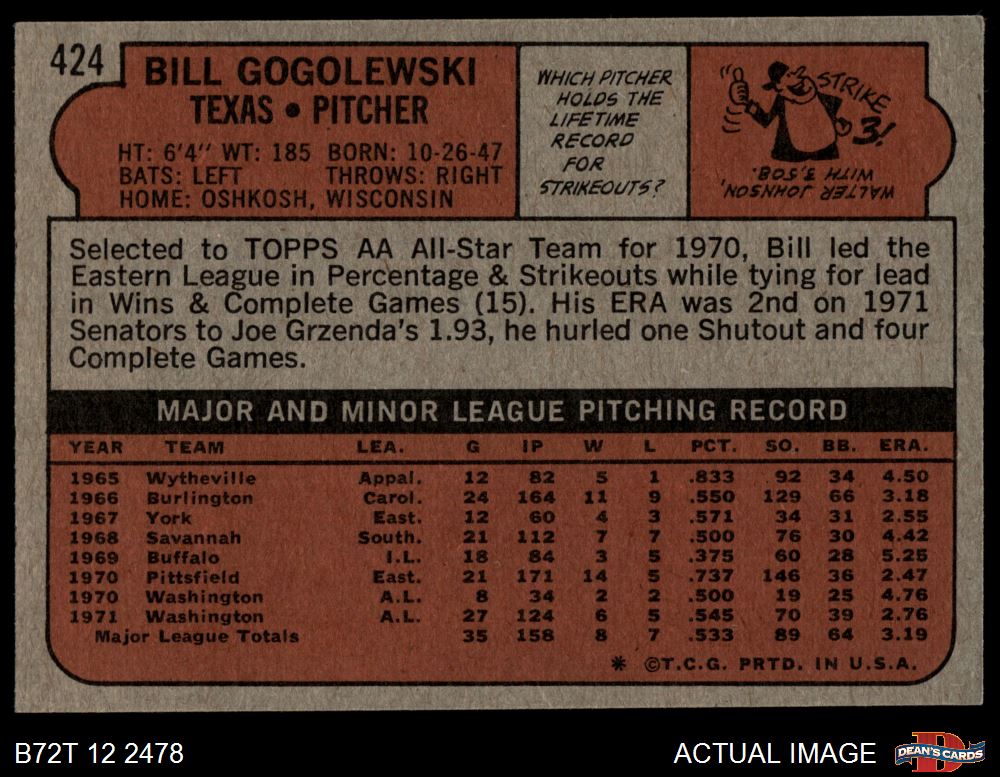 424
BILL GOGOLEWSKI
TEXAS • PITCHER
HT: 6'4" WT: 185 BORN: 10-26-47
BATS: LEFT THROWS: RIGHT
HOME: OSHKOSH, WISCONSIN
WHICH PITCHER
HOLDS THE
LIFETIME
RECORD
FOR
STRIKEOUTS?
STRIKE
3!
WALTER JOHNSON,
WITH 3,508.
Selected to TOPPS AA All-Star Team for 1970, Bill led the
Eastern League in Percentage & Strikeouts while tying for lead
in Wins & Complete Games (15). His ERA was 2nd on 1971
Senators to Joe Grzenda's 1.93, he hurled one Shutout and four
Complete Games.
MAJOR AND MINOR LEAGUE PITCHING RECORD
YEAR TEAM LEA. G IP W L PCT. SO. BB. ERA.
1965 Wytheville Appal. 12 82 5 1 .833 92 34 4.50
1966 Burlington Carol. 24 164 11 9 .550 129 66 3.18
1967 York East. 12 60 4 3 .571 34 31 2.55
1968 Savannah South. 21 112 7 7 .500 76 30 4.42
1969 Buffalo I.L. 18 84 3 5 .375 60 28 5.25
1970 Pittsfield East. 21 171 14 5 .737 146 36 2.47
1970 Washington A.L. 8 34 2 2 .500 19 25 4.76
1971 Washington A.L. 27 124 6 5 .545 70 39 2.76
Major League Totals 35 158 8 7 .533 89 64 3.19
* ©T.C.G. PRTD. IN U.S.A.
B72T 12 2478
ACTUAL IMAGE
D
DEAN'S CARDS